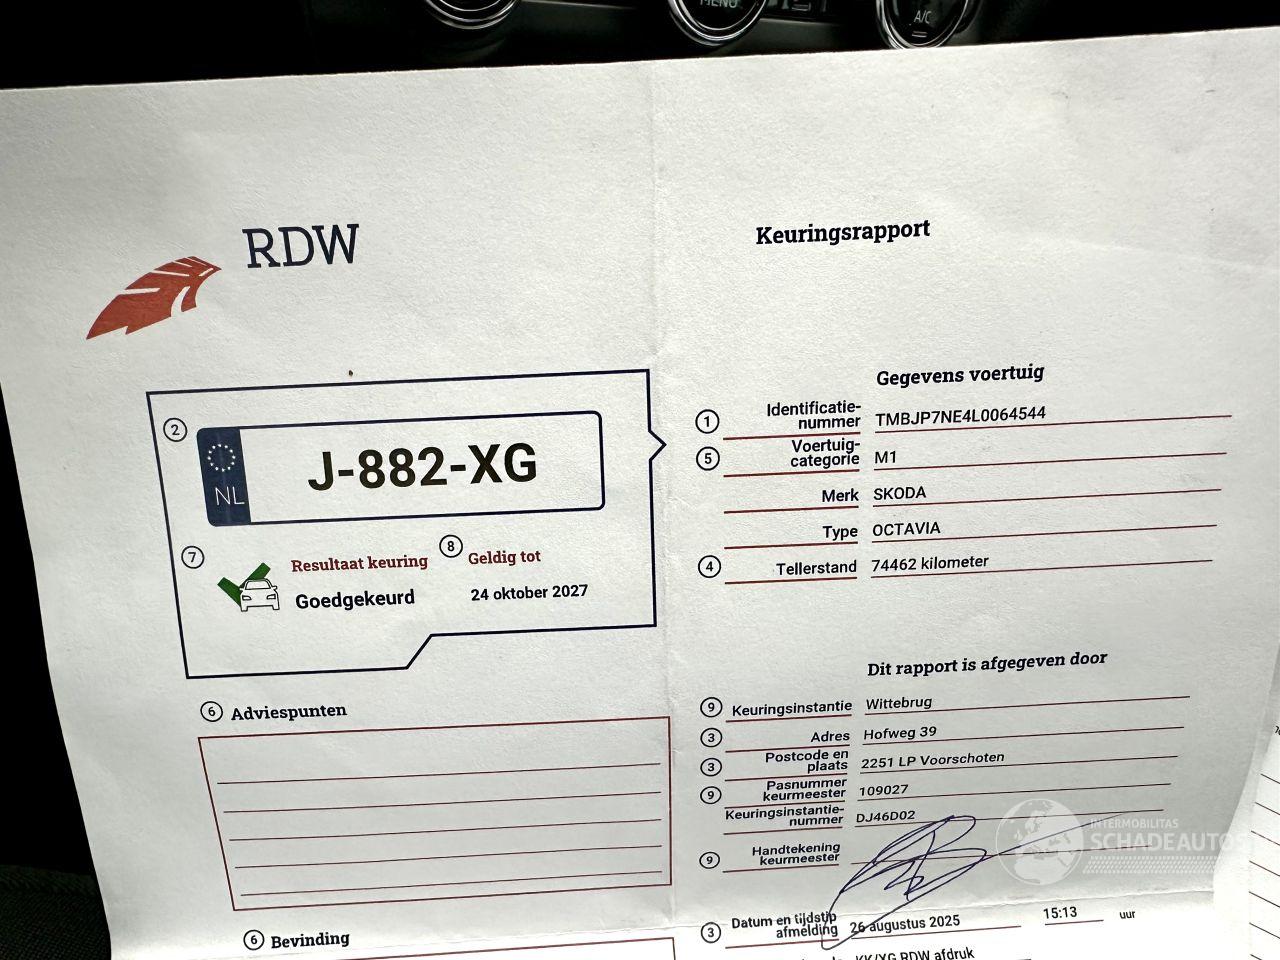 MENU
A/C
RDW
Keuringsrapport
2
NL
J-882-XG
7
Resultaat keuring
Goedgekeurd
8
Geldig tot
24 oktober 2027
6 Adviespunten
6 Bevinding
Gegevens voertuig
1 Identificatie-
nummer TMBJP7NE4L0064544
5 Voertuig-
categorie M1
Merk SKODA
Type OCTAVIA
4 Tellerstand 74462 kilometer
Dit rapport is afgegeven door
9 Keuringsinstantie Wittebrug
3 Adres Hofweg 39
3 Postcode en
plaats 2251 LP Voorschoten
9 Pasnummer
keurmeester 109027
Keuringsinstantie-
nummer DJ46D02
9 Handtekening
keurmeester
3 Datum en tijdstip
afmelding 26 augustus 2025 15:13 uur
KK/XG RDW afdruk
INTERMOBILITAS
SCHADEAUTOS